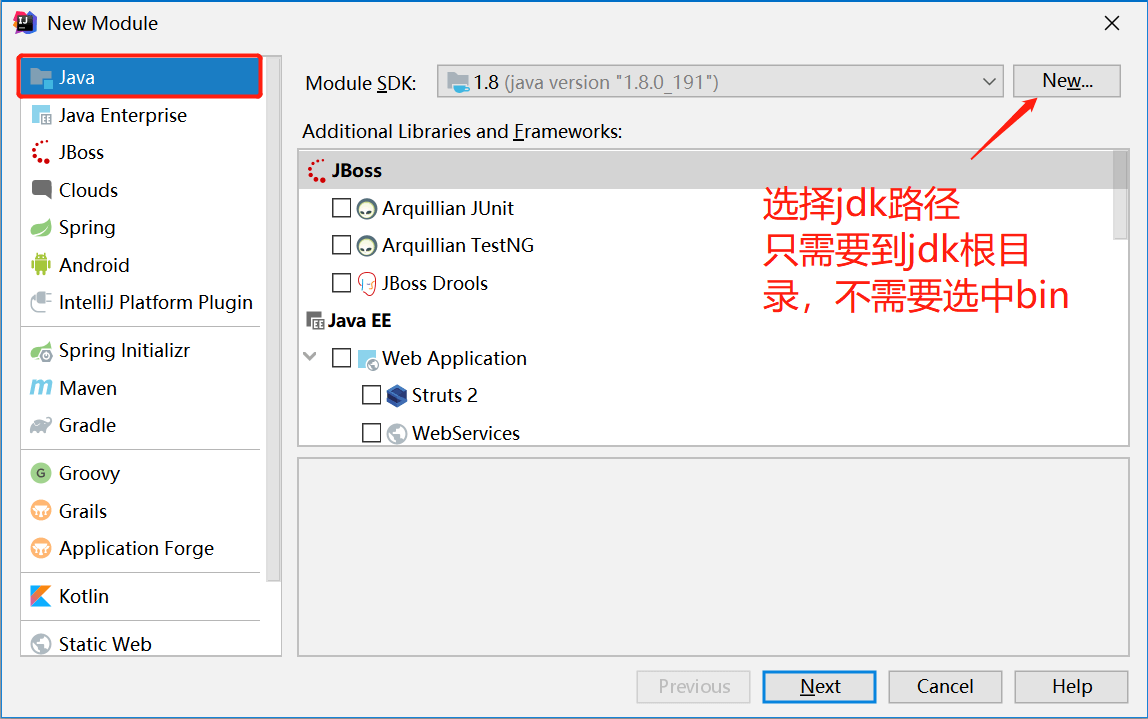 New Module
Java
Java Enterprise
JBoss
Clouds
Spring
Android
IntelliJ Platform Plugin
Spring Initializr
Maven
Gradle
Groovy
Grails
Application Forge
Kotlin
Static Web
Module SDK:
1.8 (java version "1.8.0_191")
New...
Additional Libraries and Frameworks:
JBoss
Arquillian JUnit
Arquillian TestNG
JBoss Drools
Java EE
Web Application
Struts 2
WebServices
选择jdk路径
只需要到jdk根目
录，不需要选中bin
Previous
Next
Cancel
Help